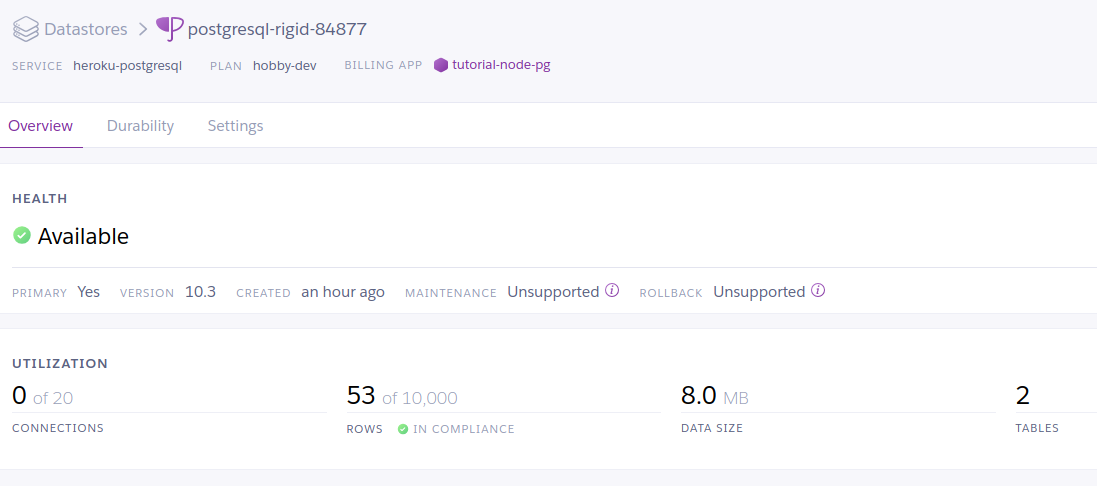 Datastores > postgresql-rigid-84877
SERVICE heroku-postgresql PLAN hobby-dev BILLING APP tutorial-node-pg
Overview Durability Settings
HEALTH
Available
PRIMARY Yes VERSION 10.3 CREATED an hour ago MAINTENANCE Unsupported ROLLBACK Unsupported
UTILIZATION
0 of 20 53 of 10,000 8.0 MB 2
CONNECTIONS ROWS IN COMPLIANCE DATA SIZE TABLES